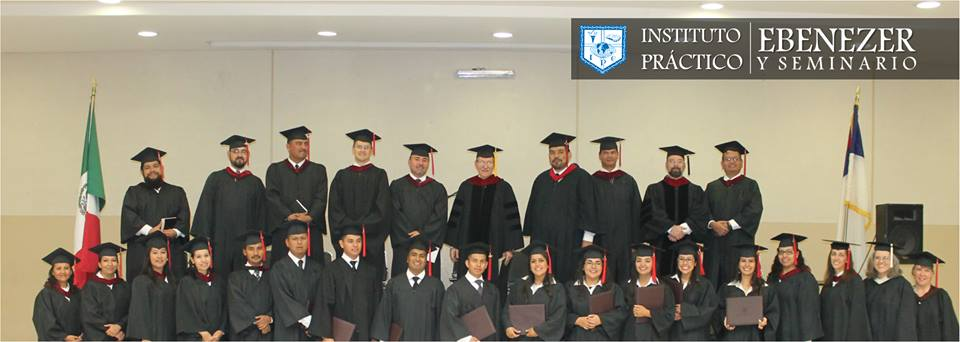 INSTITUTO
PRÁCTICO
EBENEZER
Y SEMINARIO
I P C